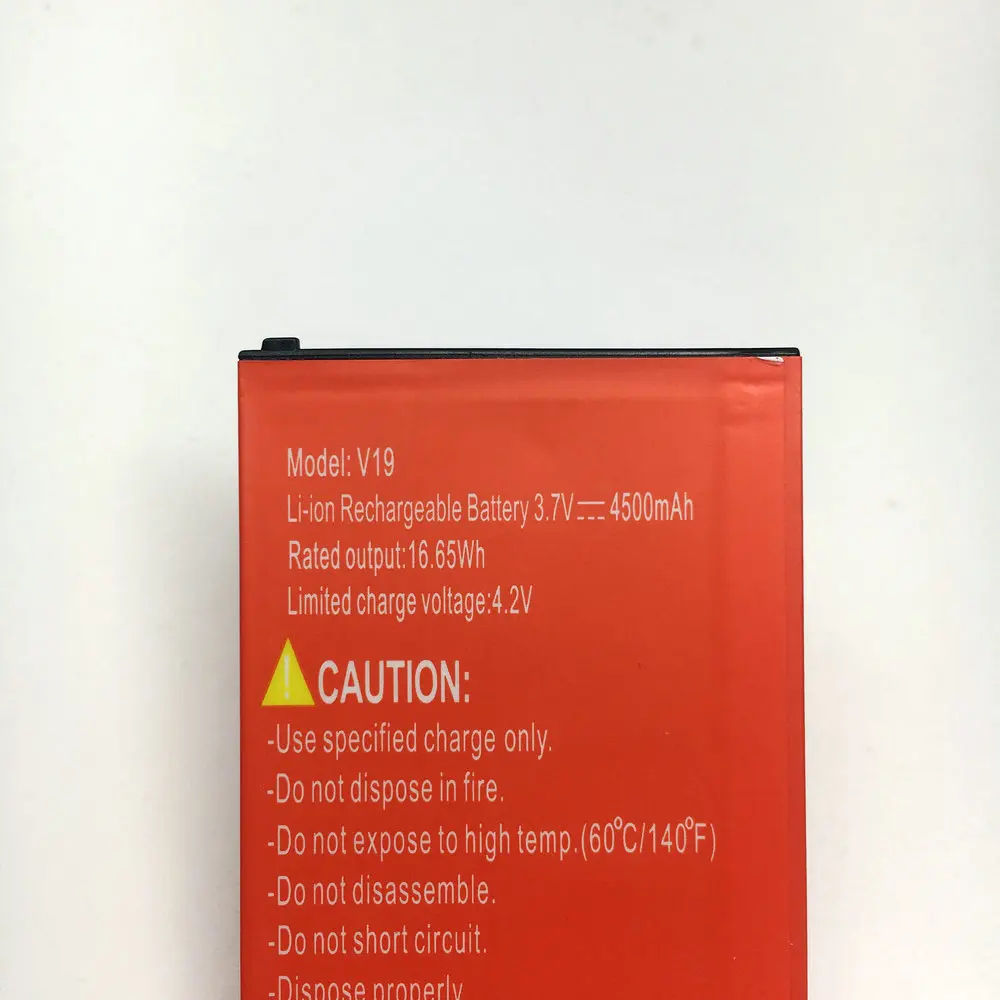 Model: V19
Li-ion Rechargeable Battery 3.7V⎓4500mAh
Rated output:16.65Wh
Limited charge voltage:4.2V
CAUTION:
-Use specified charge only.
-Do not dispose in fire.
-Do not expose to high temp.(60°C/140°F)
-Do not disassemble.
-Do not short circuit.
-Dispose properly